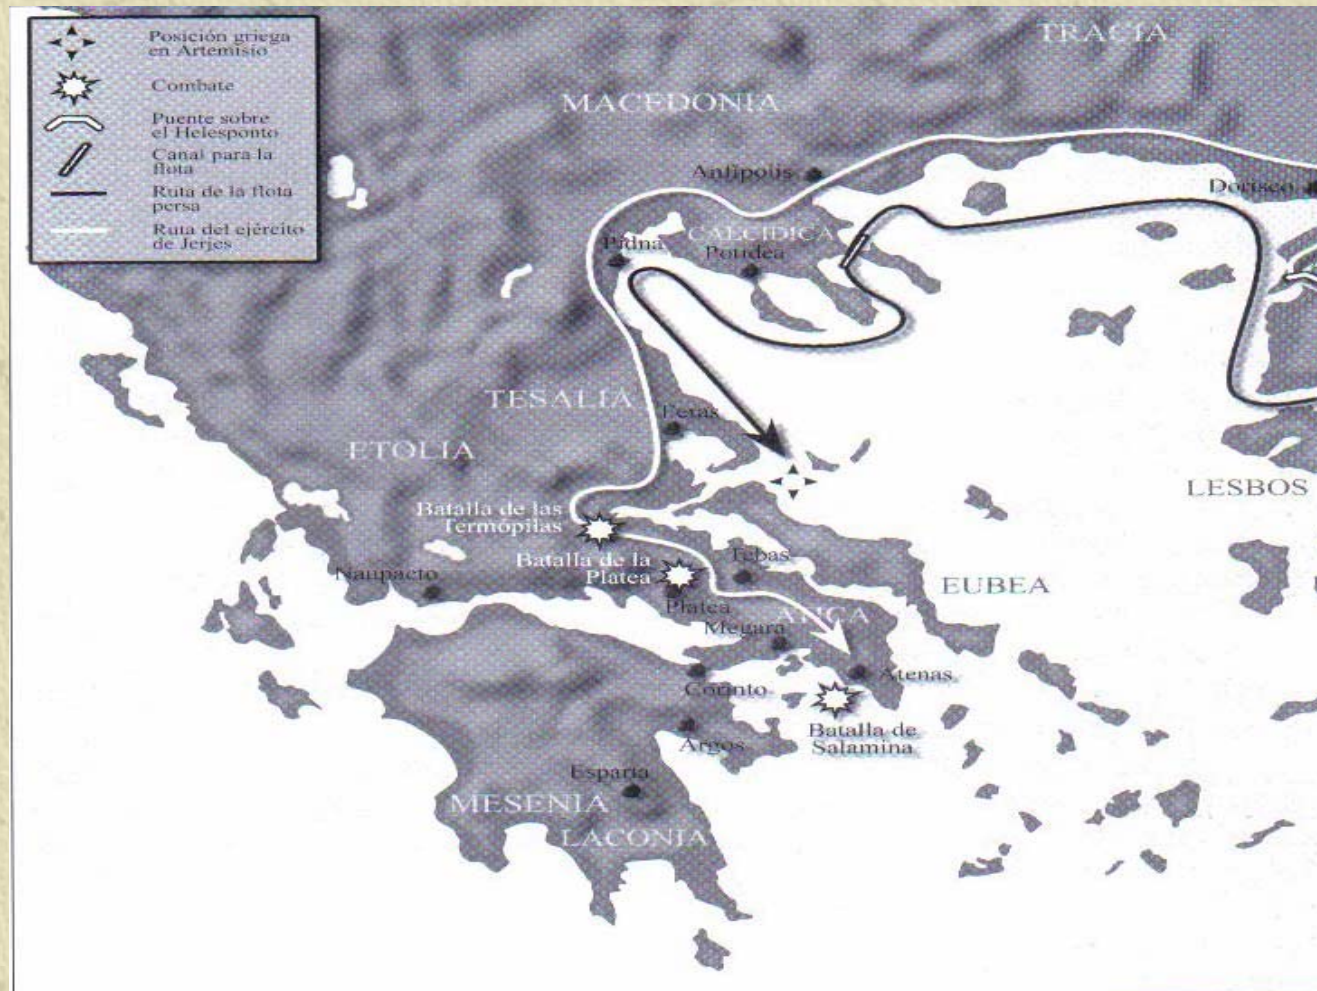 Posición griega
en Artemisio
Combate
Puente sobre
el Helesponto
Canal para la
flota
Ruta de la flota
persa
Ruta del ejército
de Jerjes
TRACIA
MACEDONIA
Anfípolis
Dorisco
CALCÍDICA
Pidna
Potidea
TESALIA
Feras
ETOLIA
LESBOS
Batalla de las
Termópilas
Batalla de la
Platea
Tebas
Naupacto
EUBEA
Platea
ÁTICA
Megara
Atenas
Corinto
Batalla de
Salamina
Argos
Esparta
MESENIA
LACONIA